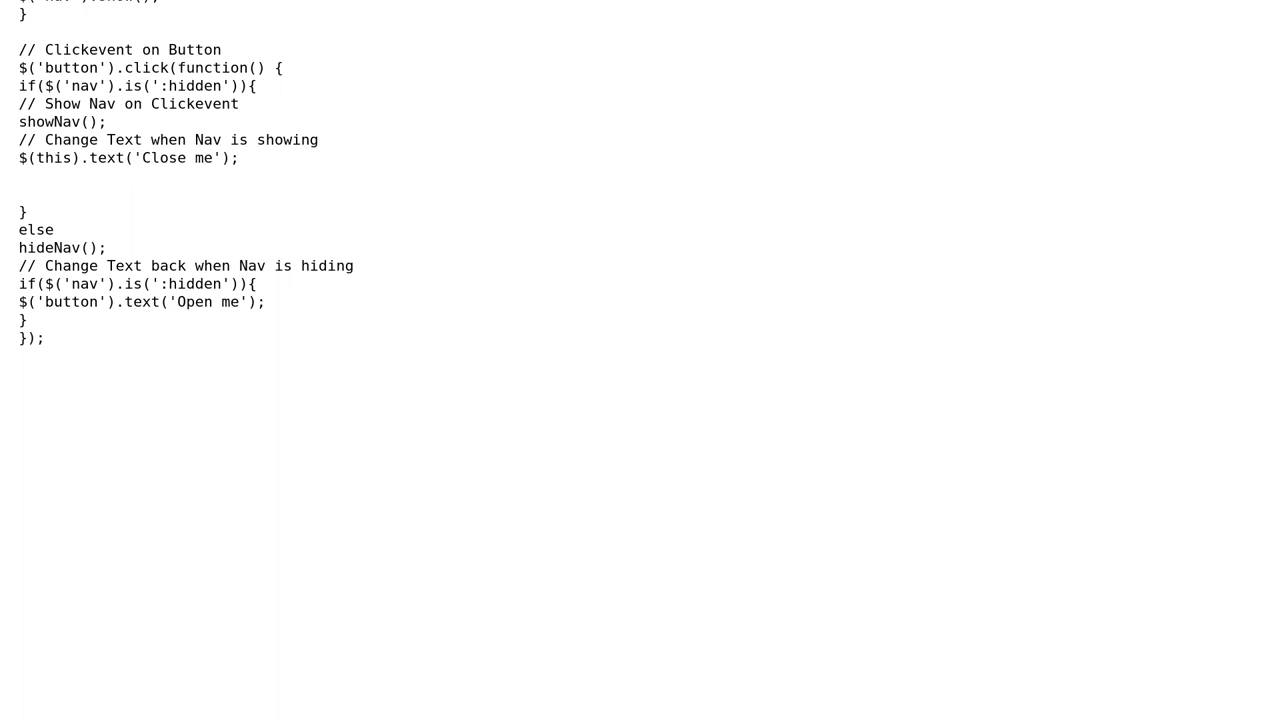 }
// Clickevent on Button
$('button').click(function() {
if($('nav').is(':hidden')){
// Show Nav on Clickevent
showNav();
// Change Text when Nav is showing
$(this).text('Close me');
}
else
hideNav();
// Change Text back when Nav is hiding
if($('nav').is(':hidden')){
$('button').text('Open me');
}
});